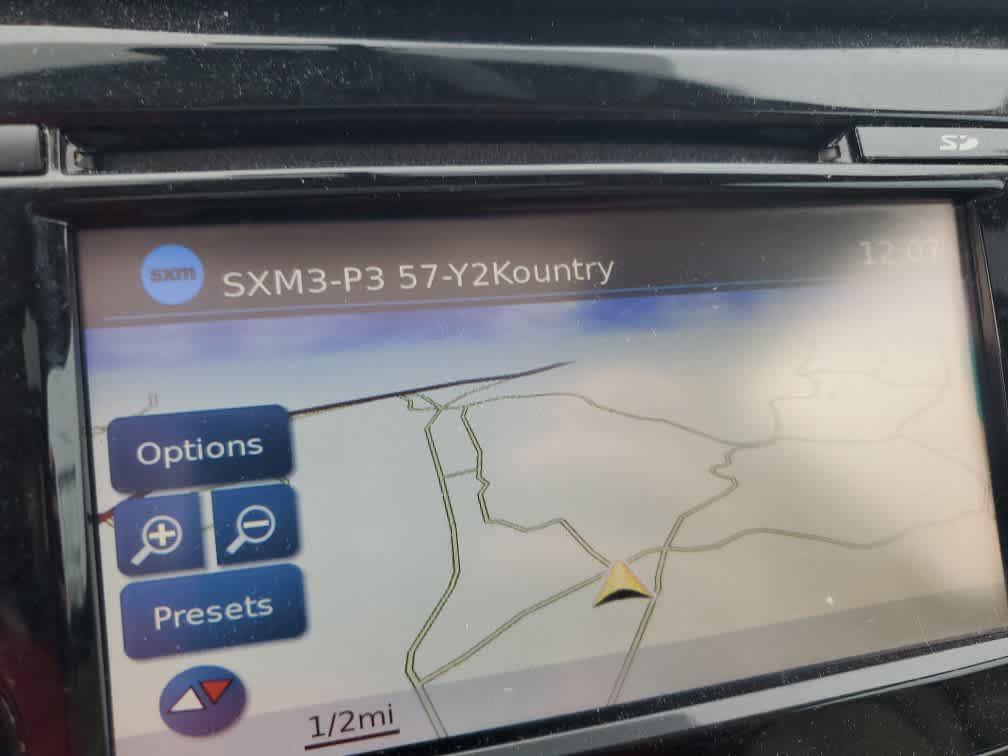 SD
sxm
SXM3-P3 57-Y2Kountry
12:07
Options
Presets
1/2mi